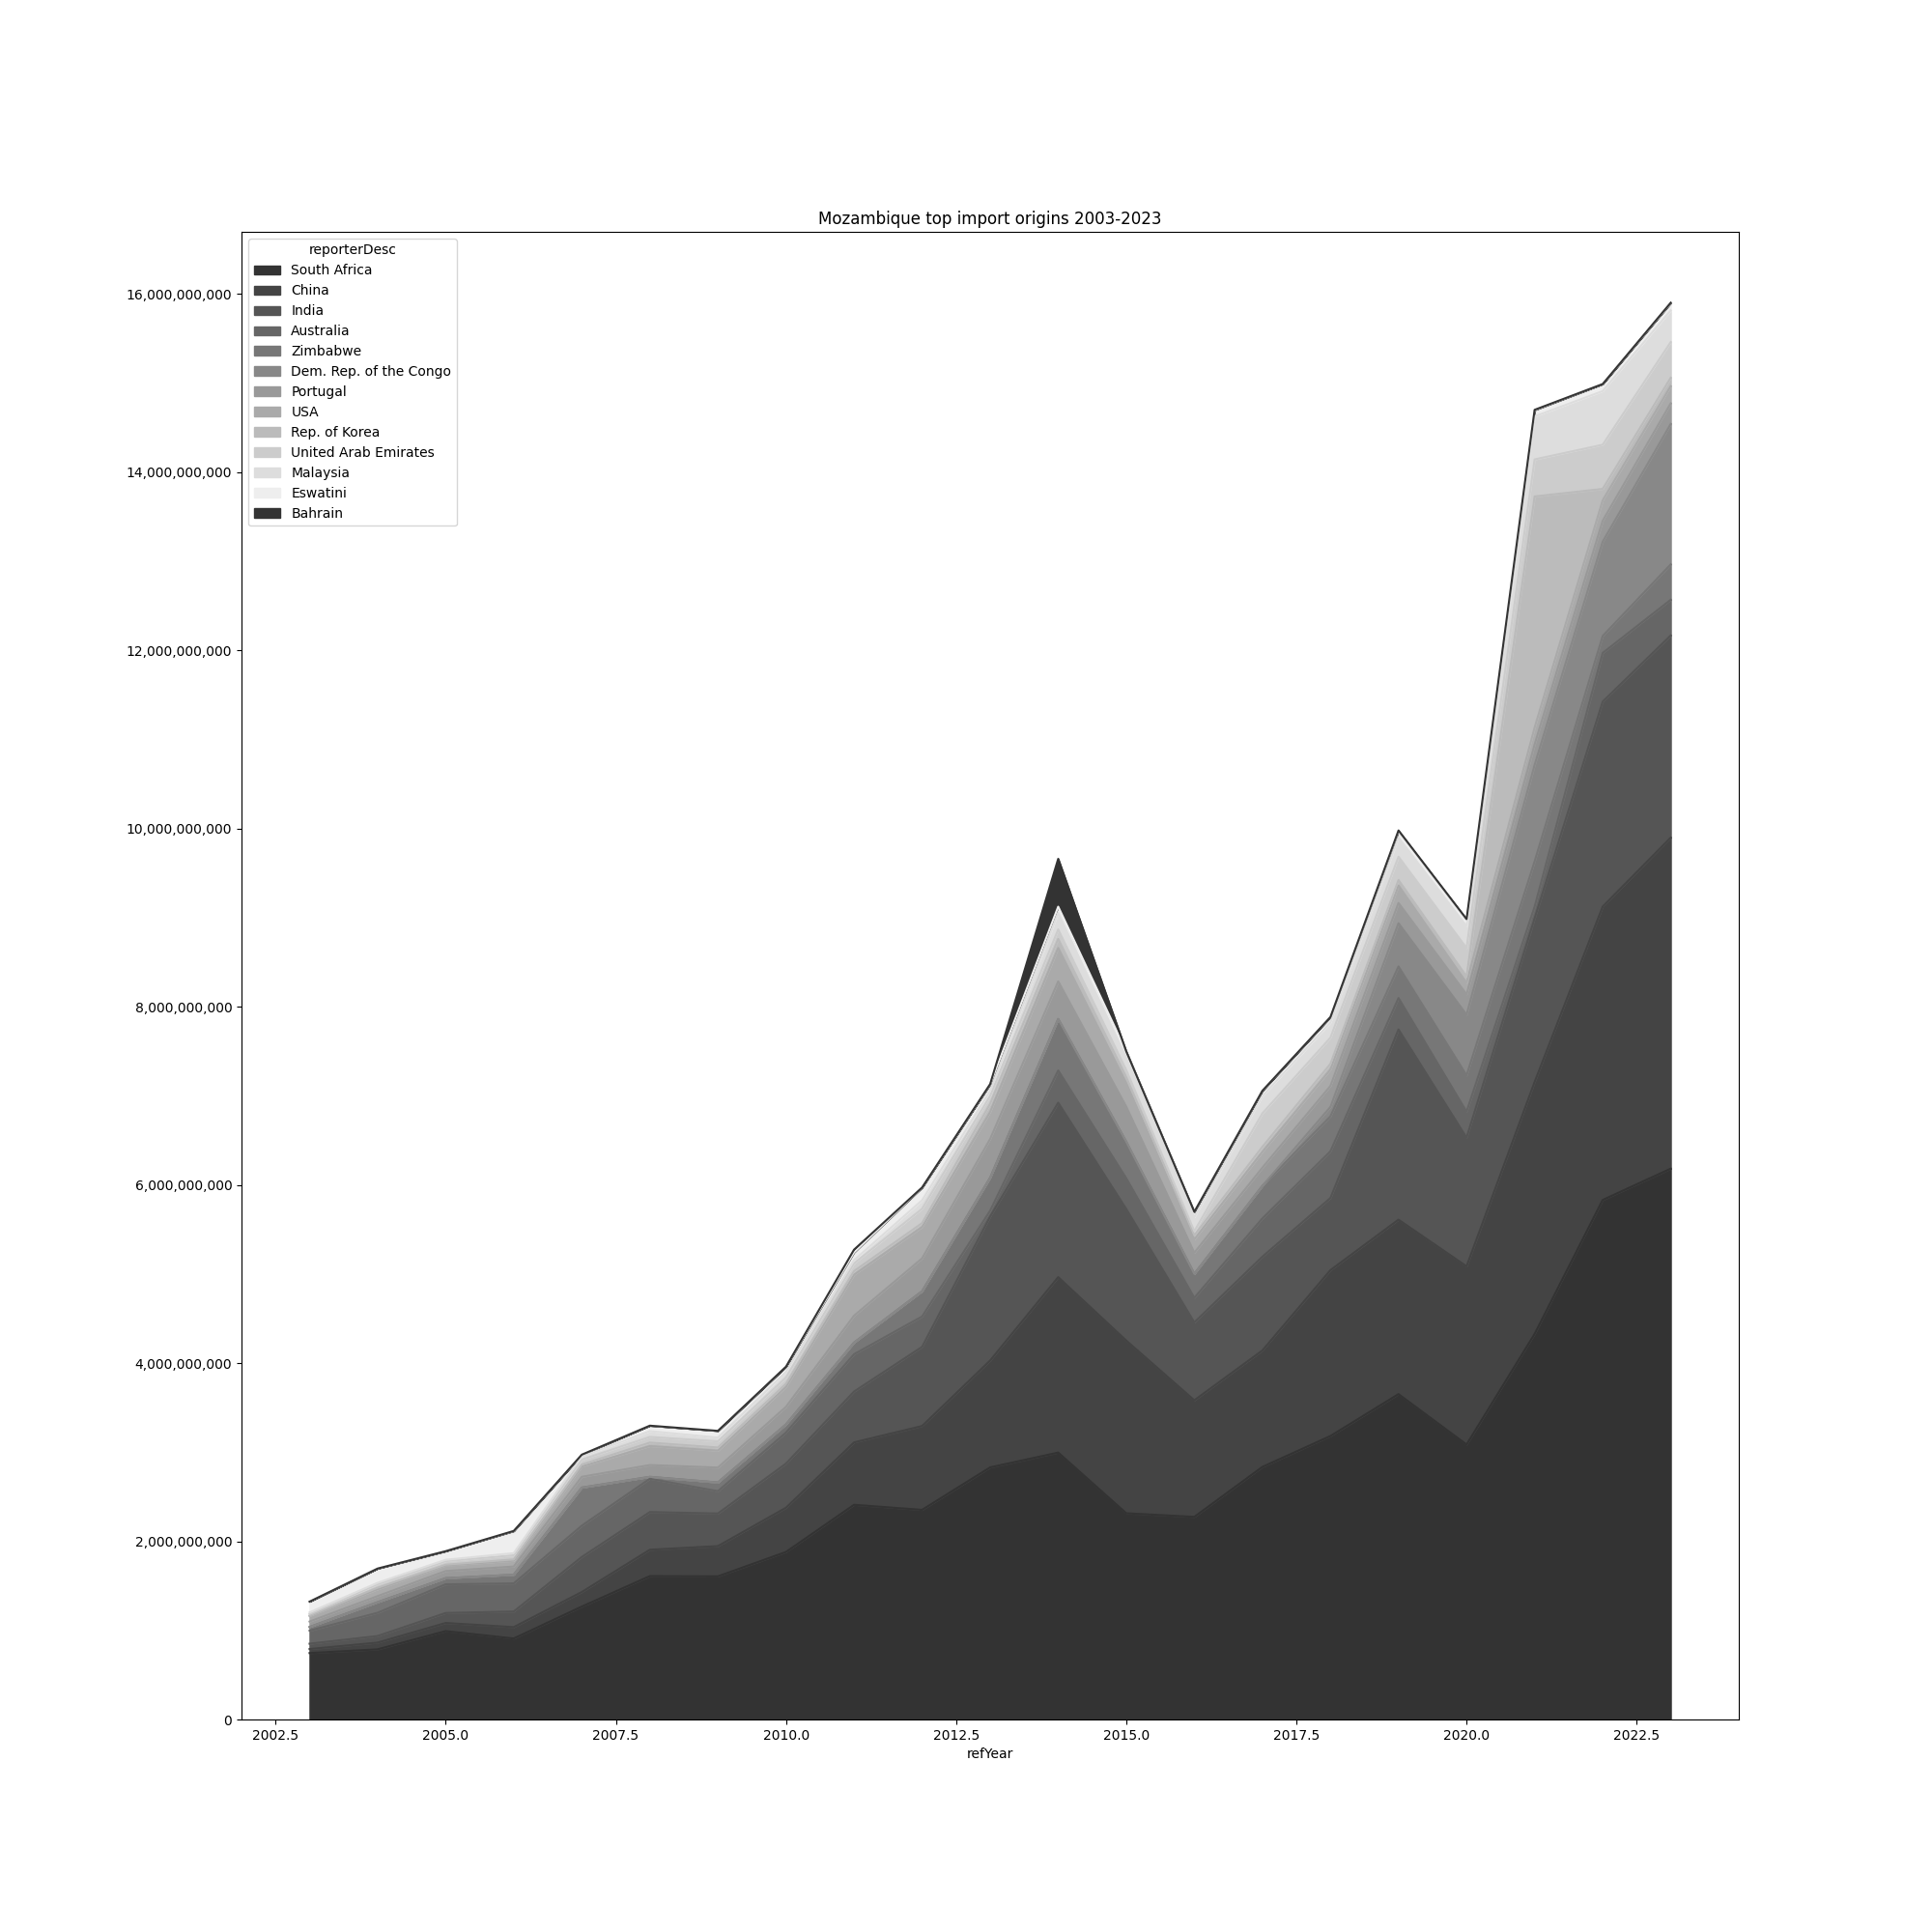 Mozambique top import origins 2003-2023
reporterDesc
South Africa
China
India
Australia
Zimbabwe
Dem. Rep. of the Congo
Portugal
USA
Rep. of Korea
United Arab Emirates
Malaysia
Eswatini
Bahrain
16,000,000,000
14,000,000,000
12,000,000,000
10,000,000,000
8,000,000,000
6,000,000,000
4,000,000,000
2,000,000,000
0
2002.5 2005.0 2007.5 2010.0 2012.5 2015.0 2017.5 2020.0 2022.5
refYear